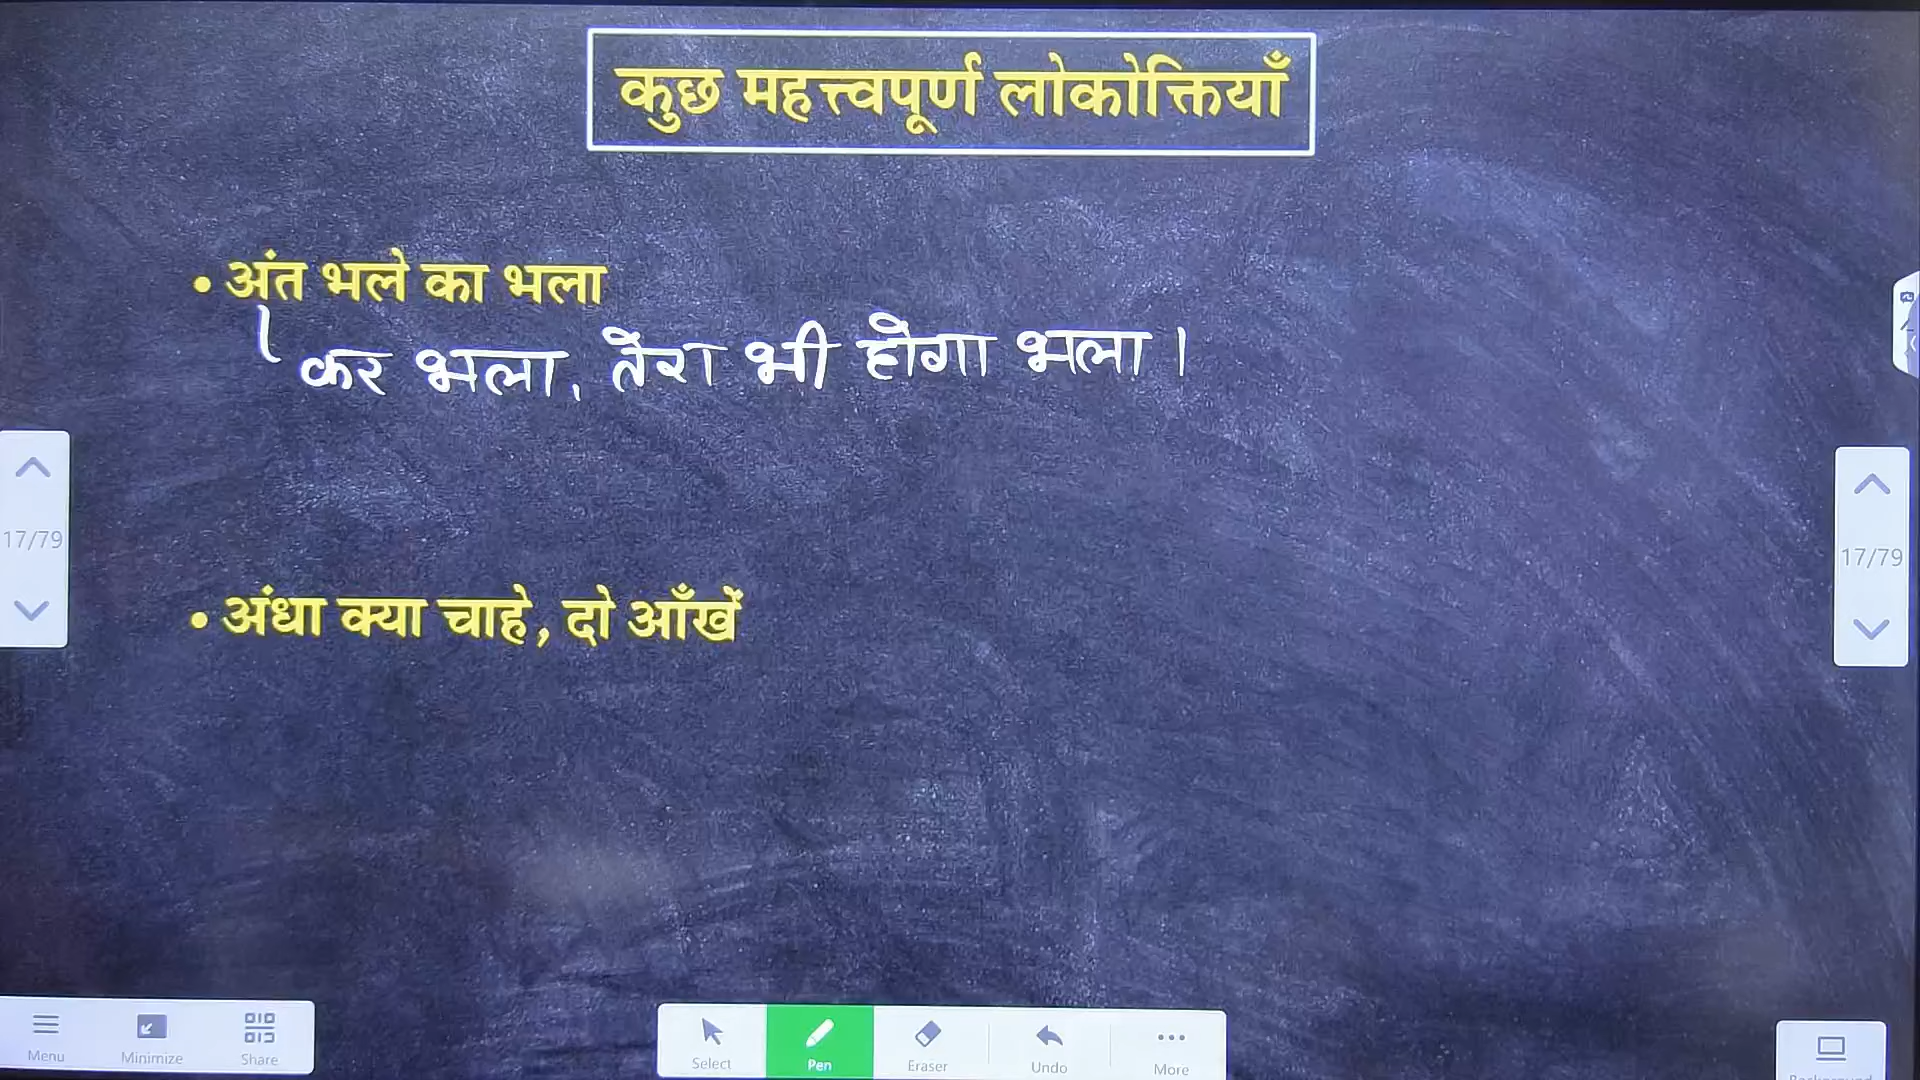 कुछ महत्त्वपूर्ण लोकोक्तियाँ
• अंत भले का भला
कर भला, तेरा भी होगा भला।
17/79
17/79
• अंधा क्या चाहे, दो आँखें
Menu
Minimize
Share
Select
Pen
Eraser
Undo
More
Background